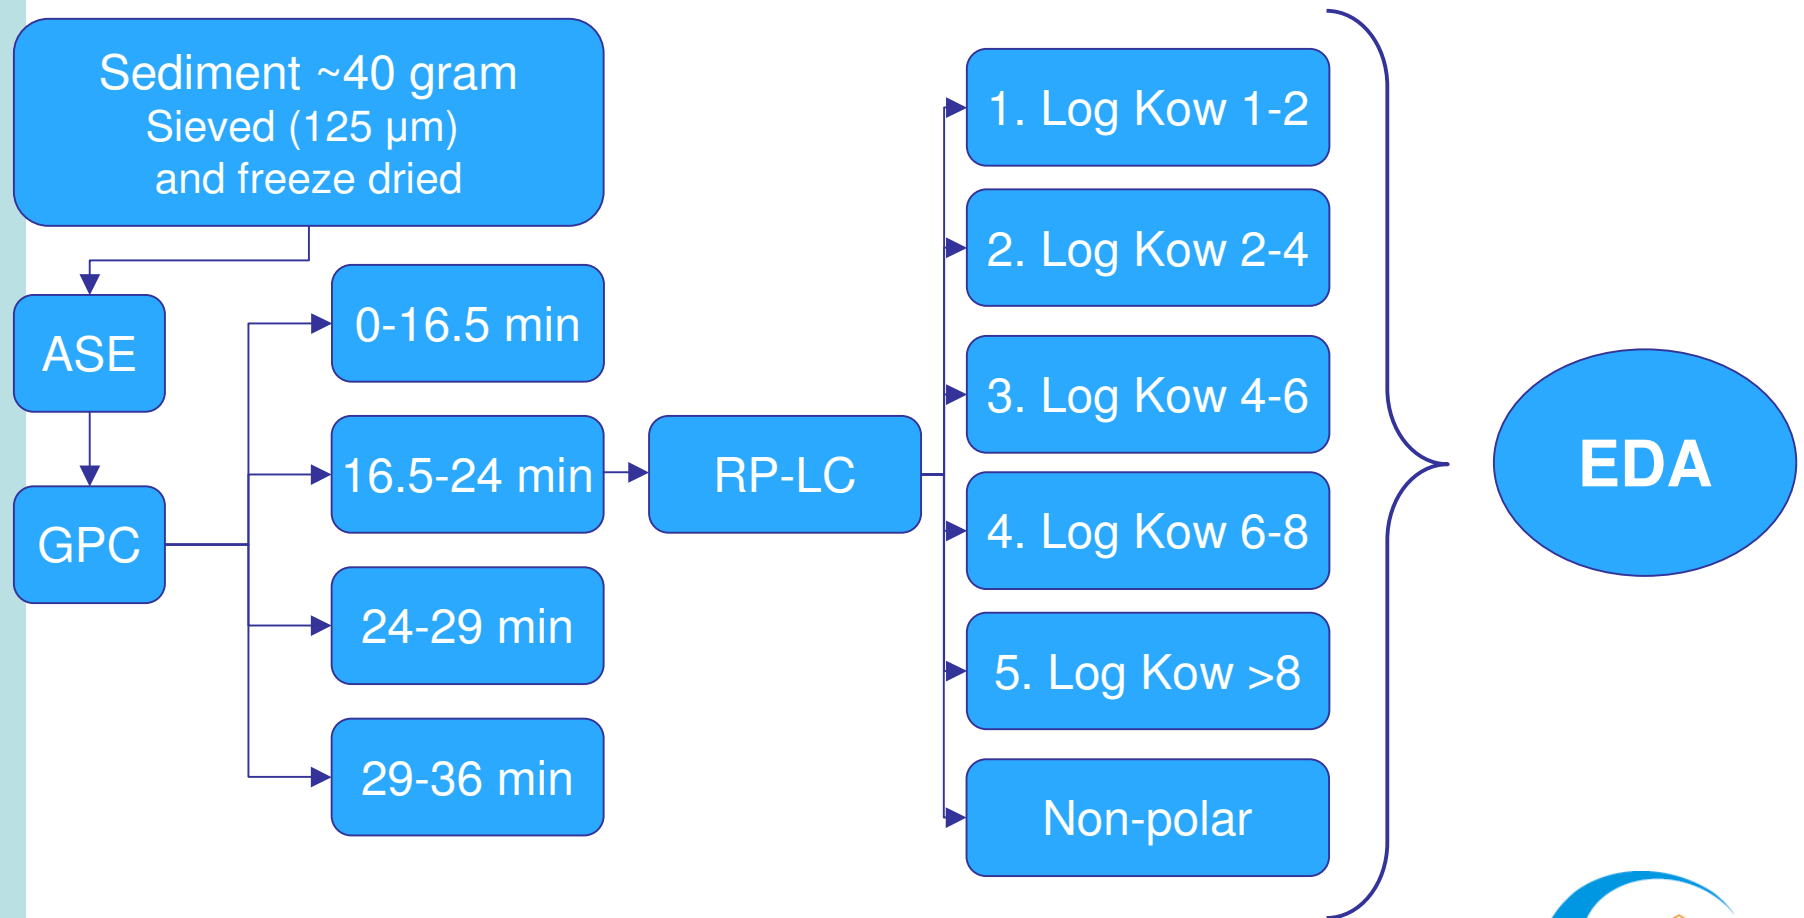 Sediment ~40 gram
Sieved (125 µm)
and freeze dried
ASE
GPC
0-16.5 min
16.5-24 min
24-29 min
29-36 min
RP-LC
1. Log Kow 1-2
2. Log Kow 2-4
3. Log Kow 4-6
4. Log Kow 6-8
5. Log Kow >8
Non-polar
EDA